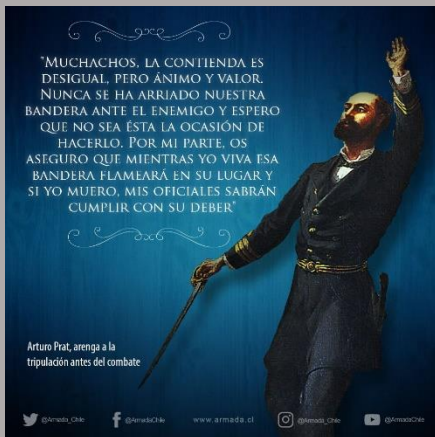 "Muchachos, la contienda es
desigual, pero ánimo y valor.
Nunca se ha arriado nuestra
bandera ante el enemigo y espero
que no sea ésta la ocasión de
hacerlo. Por mi parte, os
aseguro que mientras yo viva esa
bandera flameará en su lugar y
si yo muero, mis oficiales sabrán
cumplir con su deber"
Arturo Prat, arenga a la
tripulación antes del combate
@Armada_Chile @ArmadaChile www.armada.cl @Armada_Chile @Armada_Chile